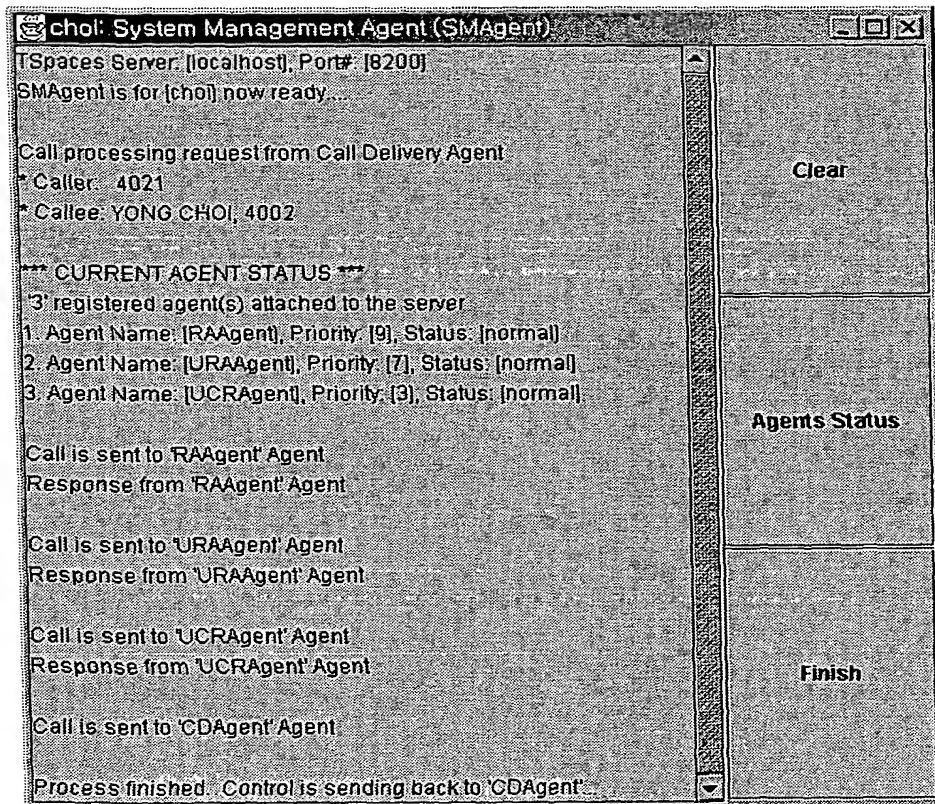 choi: System Management Agent (SMAgent)
TSpaces Server: [localhost], Port#: [8200]
SMAgent is for [choi] now ready....
Call processing request from Call Delivery Agent
* Caller: 4021
* Callee: YONG CHOI, 4002
*** CURRENT AGENT STATUS ***
'3' registered agent(s) attached to the server
1. Agent Name: [RAAgent], Priority: [9], Status: [normal]
2. Agent Name: [URAAgent], Priority: [7], Status: [normal]
3. Agent Name: [UCRAgent], Priority: [3], Status: [normal]
Call is sent to 'RAAgent' Agent
Response from 'RAAgent' Agent
Call is sent to 'URAAgent' Agent
Response from 'URAAgent' Agent
Call is sent to 'UCRAgent' Agent
Response from 'UCRAgent' Agent
Call is sent to 'CDAgent' Agent
Process finished. Control is sending back to 'CDAgent'...
Clear
Agents Status
Finish